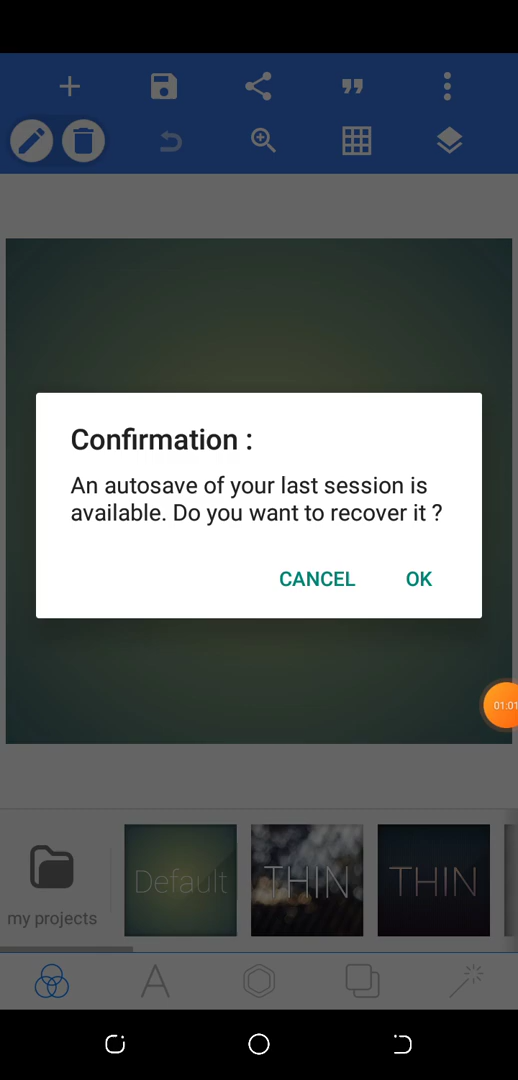 Confirmation :
An autosave of your last session is
available. Do you want to recover it ?
CANCEL OK
01:01
my projects
Default
THIN
THIN